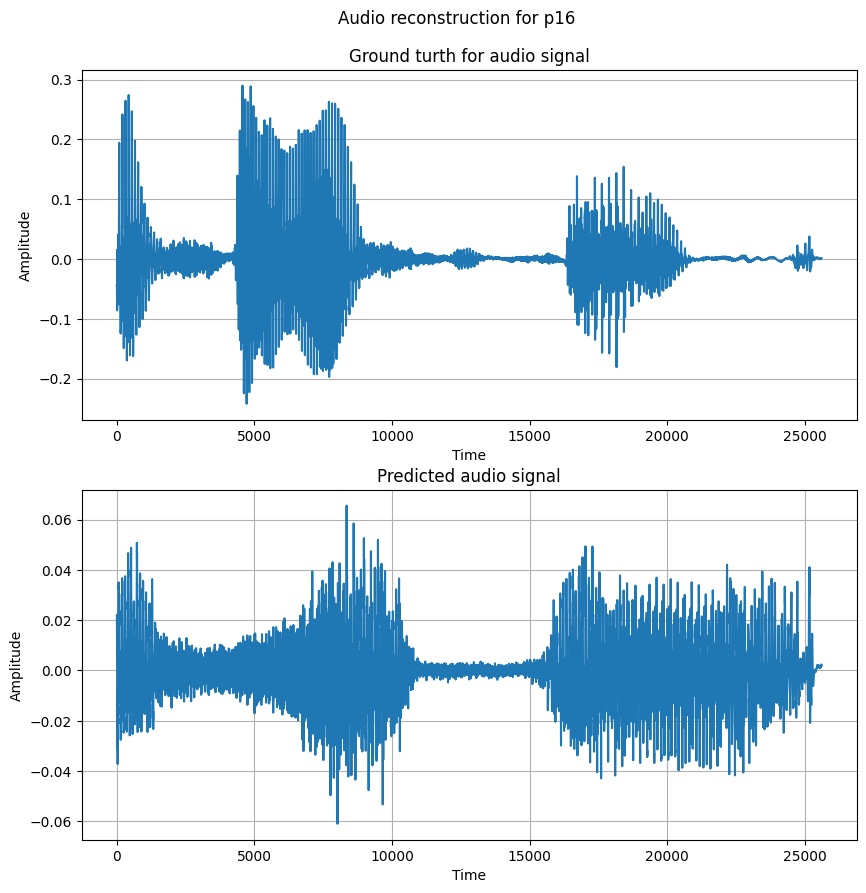 Audio reconstruction for p16
Ground turth for audio signal
0.3
0.2
0.1
0.0
−0.1
−0.2
Amplitude
0 5000 10000 15000 20000 25000
Time
Predicted audio signal
0.06
0.04
0.02
0.00
−0.02
−0.04
−0.06
Amplitude
0 5000 10000 15000 20000 25000
Time